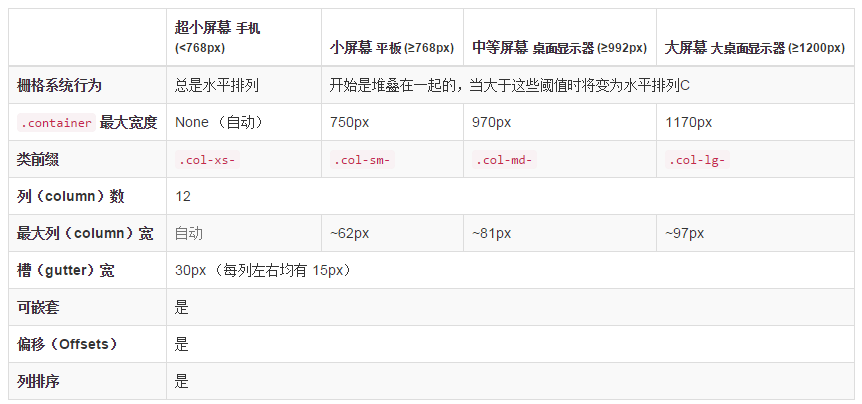 超小屏幕 手机
(<768px)
小屏幕 平板 (≥768px)
中等屏幕 桌面显示器 (≥992px)
大屏幕 大桌面显示器 (≥1200px)
栅格系统行为
总是水平排列
开始是堆叠在一起的，当大于这些阈值时将变为水平排列C
.container 最大宽度
None （自动）
750px
970px
1170px
类前缀
.col-xs-
.col-sm-
.col-md-
.col-lg-
列（column）数
12
最大列（column）宽
自动
~62px
~81px
~97px
槽（gutter）宽
30px （每列左右均有 15px）
可嵌套
是
偏移（Offsets）
是
列排序
是